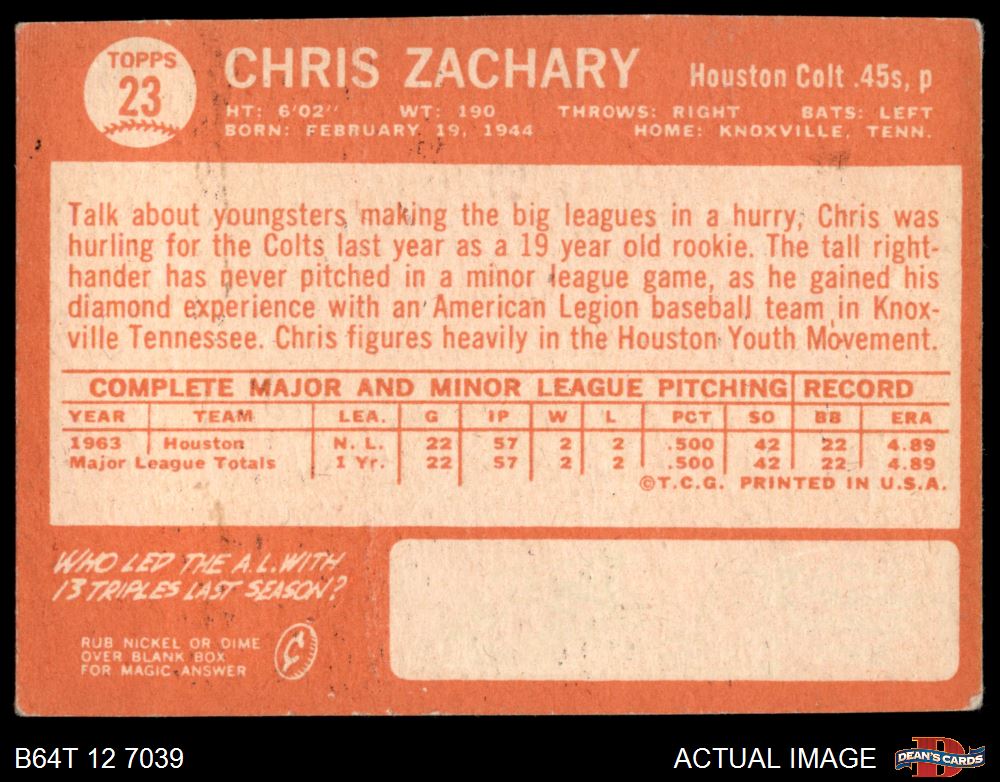 TOPPS
23
CHRIS ZACHARY
Houston Colt .45s, p
HT: 6'02" WT: 190 THROWS: RIGHT BATS: LEFT
BORN: FEBRUARY 19, 1944 HOME: KNOXVILLE, TENN.
Talk about youngsters making the big leagues in a hurry, Chris was
hurling for the Colts last year as a 19 year old rookie. The tall right-
hander has never pitched in a minor league game, as he gained his
diamond experience with an American Legion baseball team in Knox-
ville Tennessee. Chris figures heavily in the Houston Youth Movement.
COMPLETE MAJOR AND MINOR LEAGUE PITCHING RECORD
YEAR TEAM LEA. G IP W L PCT SO BB ERA
1963 Houston N. L. 22 57 2 2 .500 42 22 4.89
Major League Totals 1 Yr. 22 57 2 2 .500 42 22 4.89
©T.C.G. PRINTED IN U.S.A.
WHO LED THE A.L. WITH
13 TRIPLES LAST SEASON?
RUB NICKEL OR DIME
OVER BLANK BOX
FOR MAGIC ANSWER
B64T 12 7039
ACTUAL IMAGE
D
DEAN'S CARDS